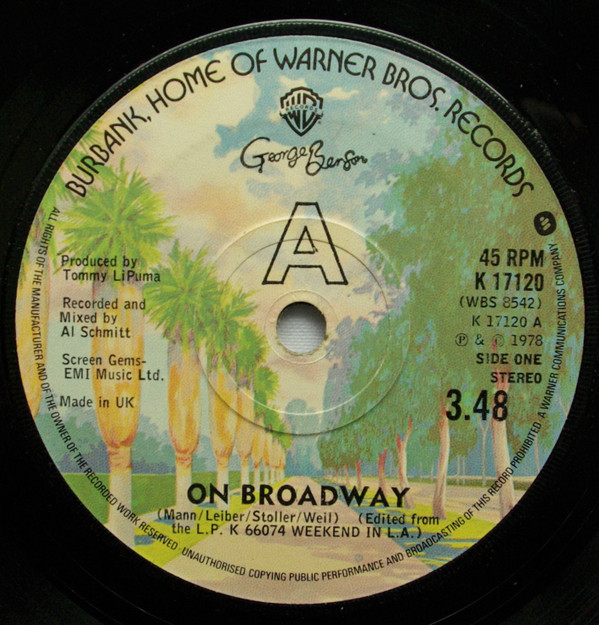 BURBANK, HOME OF WARNER BROS. RECORDS
RECORDS
George Benson
A
Produced by
Tommy LiPuma
Recorded and
Mixed by
Al Schmitt
Screen Gems-
EMI Music Ltd.
Made in UK
45 RPM
K 17120
(WBS 8542)
K 17120 A
℗ & © 1978
SIDE ONE
STEREO
3.48
ON BROADWAY
(Mann/Leiber/Stoller/Weil) (Edited from
the L.P. K 66074 WEEKEND IN L.A.)
ALL RIGHTS OF THE MANUFACTURER AND OF THE OWNER OF THE RECORDED WORK RESERVED. UNAUTHORISED COPYING PUBLIC PERFORMANCE AND BROADCASTING OF THIS RECORD PROHIBITED. A WARNER COMMUNICATIONS COMPANY